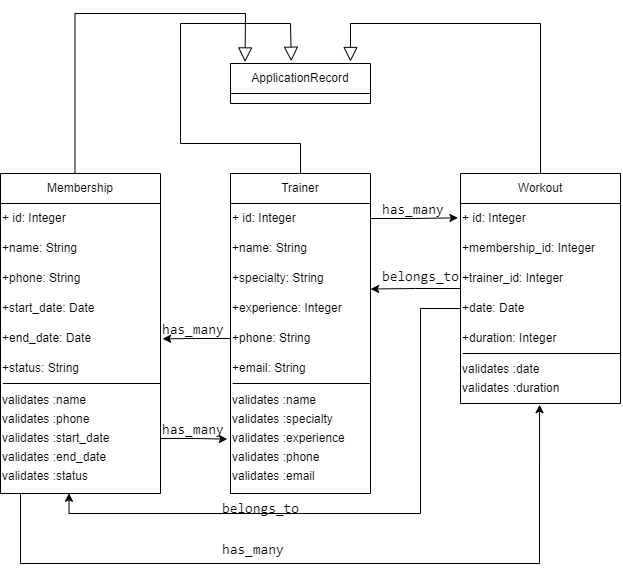 ApplicationRecord
Membership
+ id: Integer
+name: String
+phone: String
+start_date: Date
+end_date: Date
+status: String
validates :name
validates :phone
validates :start_date
validates :end_date
validates :status
has_many
has_many
Trainer
+ id: Integer
+name: String
+specialty: String
+experience: Integer
+phone: String
+email: String
validates :name
validates :specialty
validates :experience
validates :phone
validates :email
has_many
belongs_to
Workout
+ id: Integer
+membership_id: Integer
+trainer_id: Integer
+date: Date
+duration: Integer
validates :date
validates :duration
belongs_to
has_many